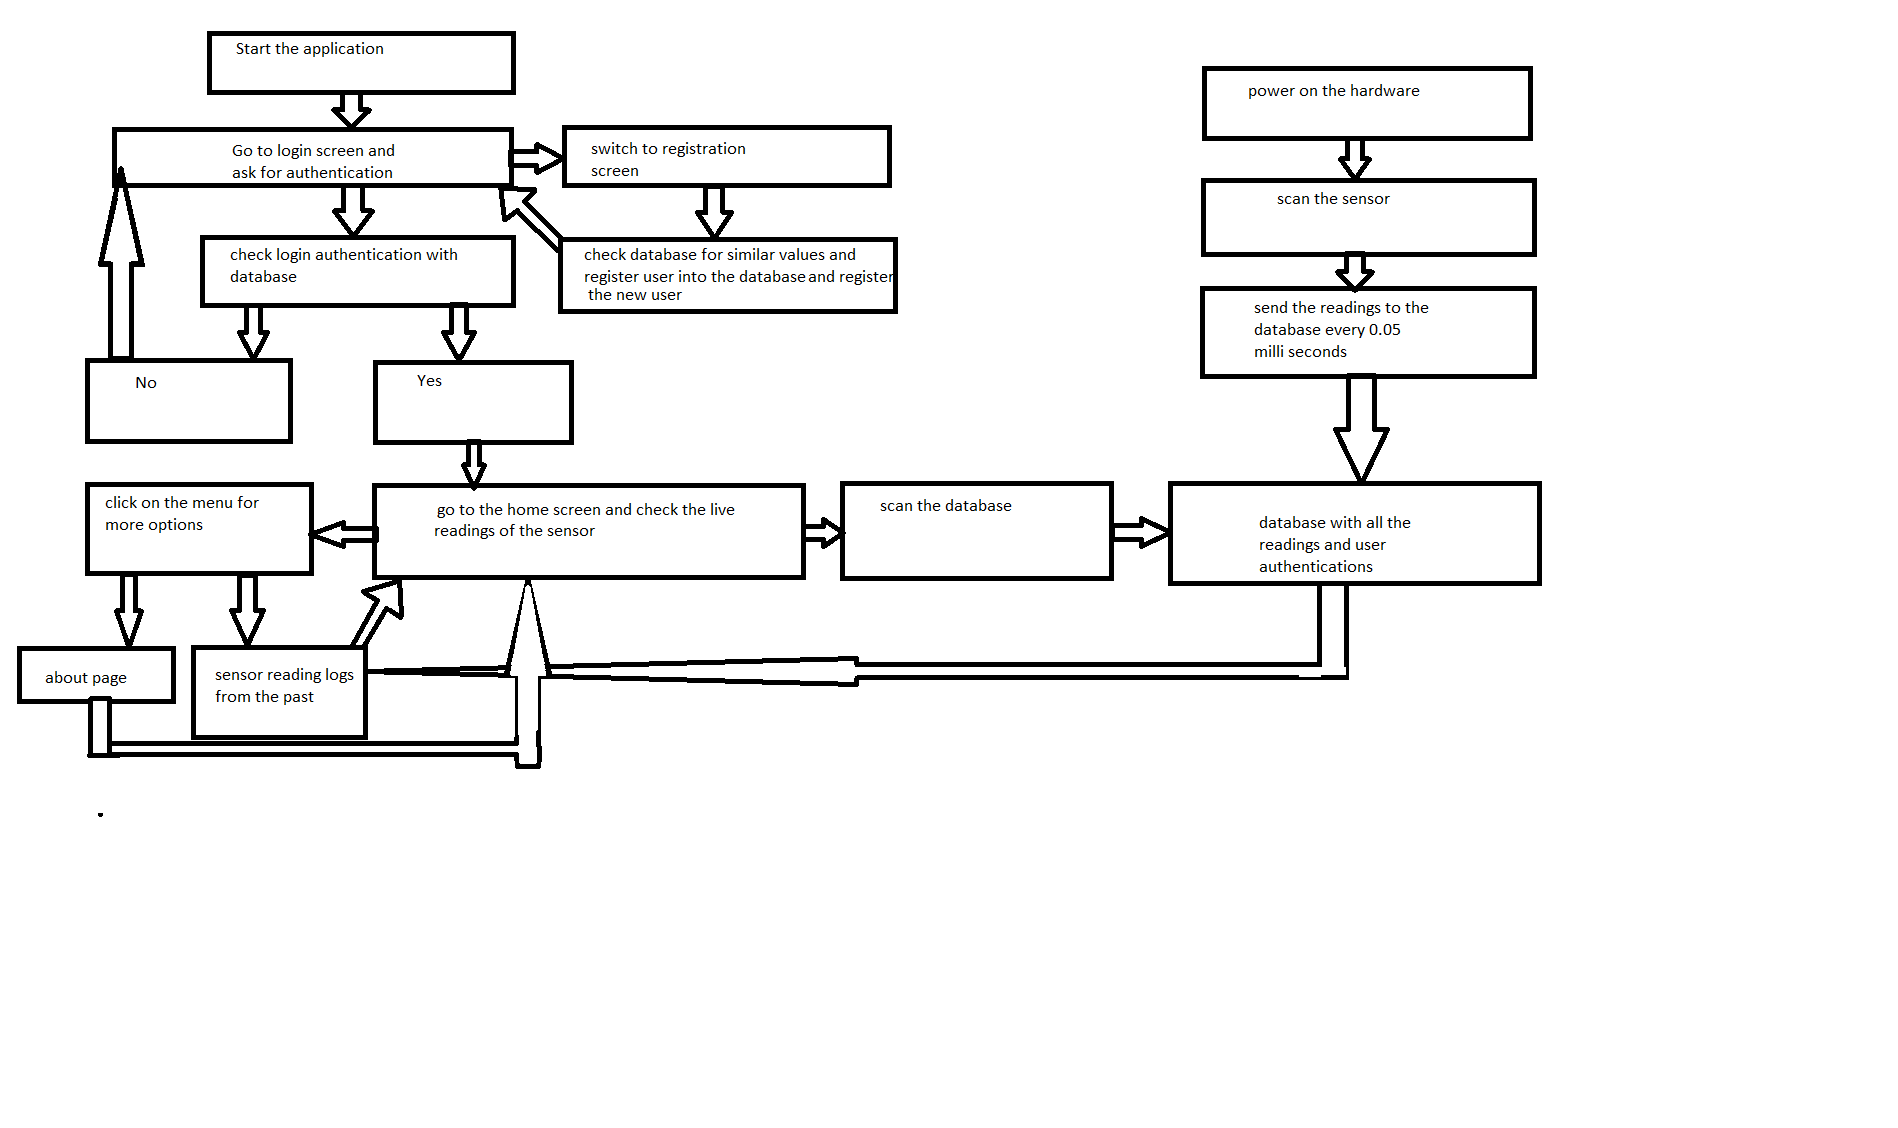 Start the application
Go to login screen and
ask for authentication
switch to registration
screen
check login authentication with
database
check database for similar values and
register user into the database and register
the new user
No
Yes
click on the menu for
more options
go to the home screen and check the live
readings of the sensor
scan the database
about page
sensor reading logs
from the past
power on the hardware
scan the sensor
send the readings to the
database every 0.05
milli seconds
database with all the
readings and user
authentications